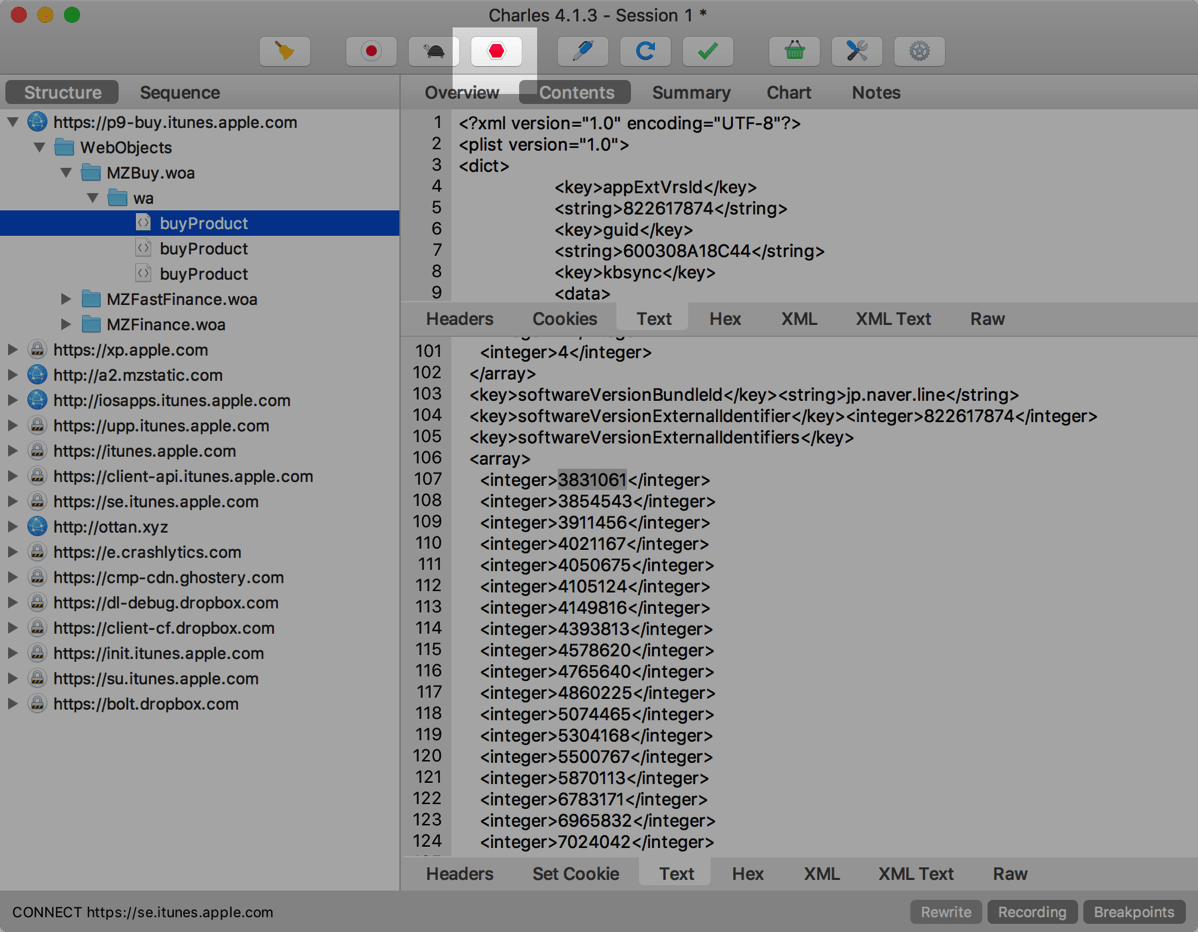 Charles 4.1.3 - Session 1 *
Structure Sequence
https://p9-buy.itunes.apple.com
WebObjects
MZBuy.woa
wa
buyProduct
buyProduct
buyProduct
MZFastFinance.woa
MZFinance.woa
https://xp.apple.com
http://a2.mzstatic.com
http://iosapps.itunes.apple.com
https://upp.itunes.apple.com
https://itunes.apple.com
https://client-api.itunes.apple.com
https://se.itunes.apple.com
http://ottan.xyz
https://e.crashlytics.com
https://cmp-cdn.ghostery.com
https://dl-debug.dropbox.com
https://client-cf.dropbox.com
https://init.itunes.apple.com
https://su.itunes.apple.com
https://bolt.dropbox.com
Overview Contents Summary Chart Notes
1 <?xml version="1.0" encoding="UTF-8"?>
2 <plist version="1.0">
3 <dict>
4 <key>appExtVrsId</key>
5 <string>822617874</string>
6 <key>guid</key>
7 <string>600308A18C44</string>
8 <key>kbsync</key>
9 <data>
Headers Cookies Text Hex XML XML Text Raw
101 <integer>4</integer>
102 </array>
103 <key>softwareVersionBundleId</key><string>jp.naver.line</string>
104 <key>softwareVersionExternalIdentifier</key><integer>822617874</integer>
105 <key>softwareVersionExternalIdentifiers</key>
106 <array>
107 <integer>3831061</integer>
108 <integer>3854543</integer>
109 <integer>3911456</integer>
110 <integer>4021167</integer>
111 <integer>4050675</integer>
112 <integer>4105124</integer>
113 <integer>4149816</integer>
114 <integer>4393813</integer>
115 <integer>4578620</integer>
116 <integer>4765640</integer>
117 <integer>4860225</integer>
118 <integer>5074465</integer>
119 <integer>5304168</integer>
120 <integer>5500767</integer>
121 <integer>5870113</integer>
122 <integer>6783171</integer>
123 <integer>6965832</integer>
124 <integer>7024042</integer>
Headers Set Cookie Text Hex XML XML Text Raw
CONNECT https://se.itunes.apple.com
Rewrite Recording Breakpoints